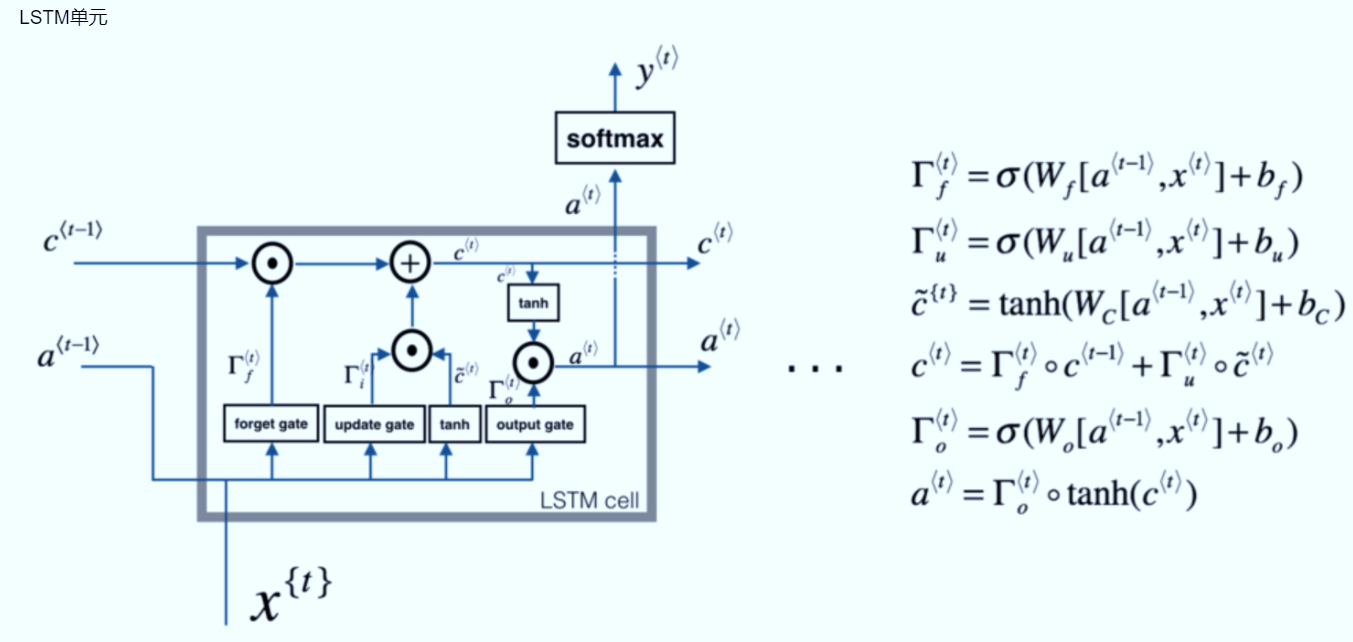 LSTM单元
y⟨t⟩
softmax
a⟨t⟩
c⟨t−1⟩
c⟨t⟩
c⟨t⟩
c⟨t⟩
tanh
a⟨t−1⟩
Γf⟨t⟩
Γi⟨t⟩
c̃⟨t⟩
Γo⟨t⟩
a⟨t⟩
a⟨t⟩
. . .
forget gate
update gate
tanh
output gate
LSTM cell
x{t}
Γf⟨t⟩ = σ(Wf[a⟨t−1⟩, x⟨t⟩] + bf)
Γu⟨t⟩ = σ(Wu[a⟨t−1⟩, x⟨t⟩] + bu)
c̃{t} = tanh(WC[a⟨t−1⟩, x⟨t⟩] + bC)
c⟨t⟩ = Γf⟨t⟩ ∘ c⟨t−1⟩ + Γu⟨t⟩ ∘ c̃⟨t⟩
Γo⟨t⟩ = σ(Wo[a⟨t−1⟩, x⟨t⟩] + bo)
a⟨t⟩ = Γo⟨t⟩ ∘ tanh(c⟨t⟩)